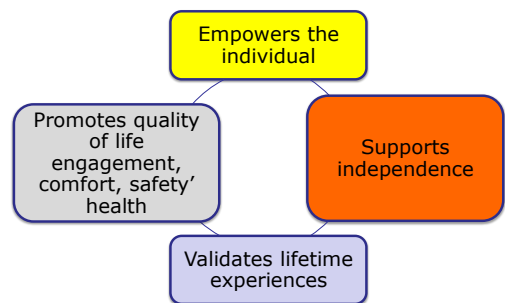 Empowers the
individual
Promotes quality
of life
engagement,
comfort, safety’
health
Supports
independence
Validates lifetime
experiences